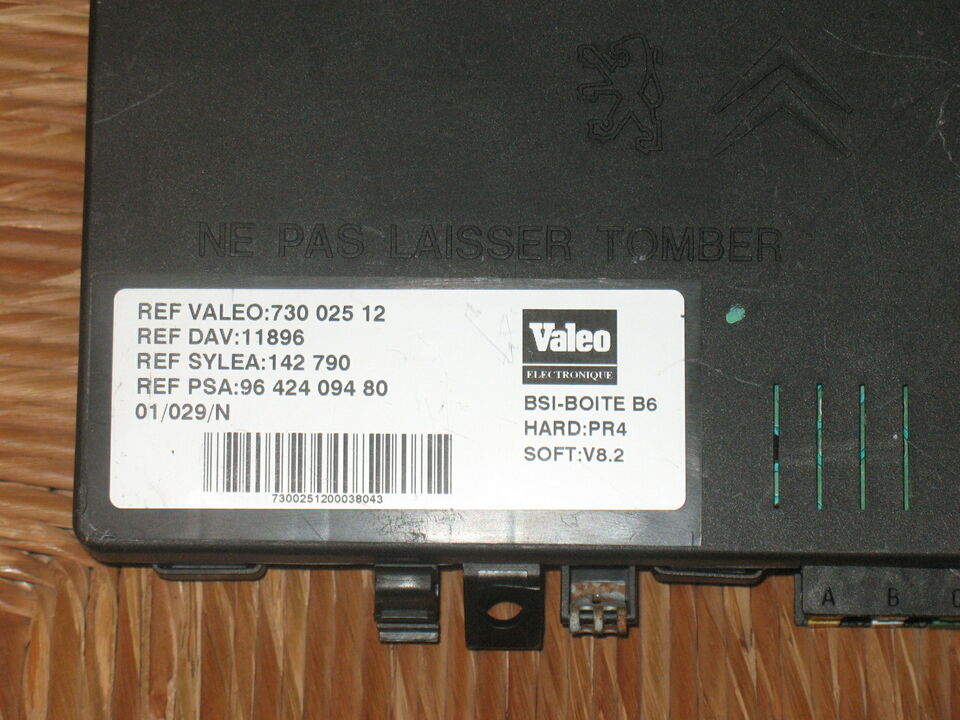 NE PAS LAISSER TOMBER
REF VALEO:730 025 12
REF DAV:11896
REF SYLEA:142 790
REF PSA:96 424 094 80
01/029/N
7300251200038043
Valeo
ELECTRONIQUE
BSI-BOITE B6
HARD:PR4
SOFT:V8.2
A B C